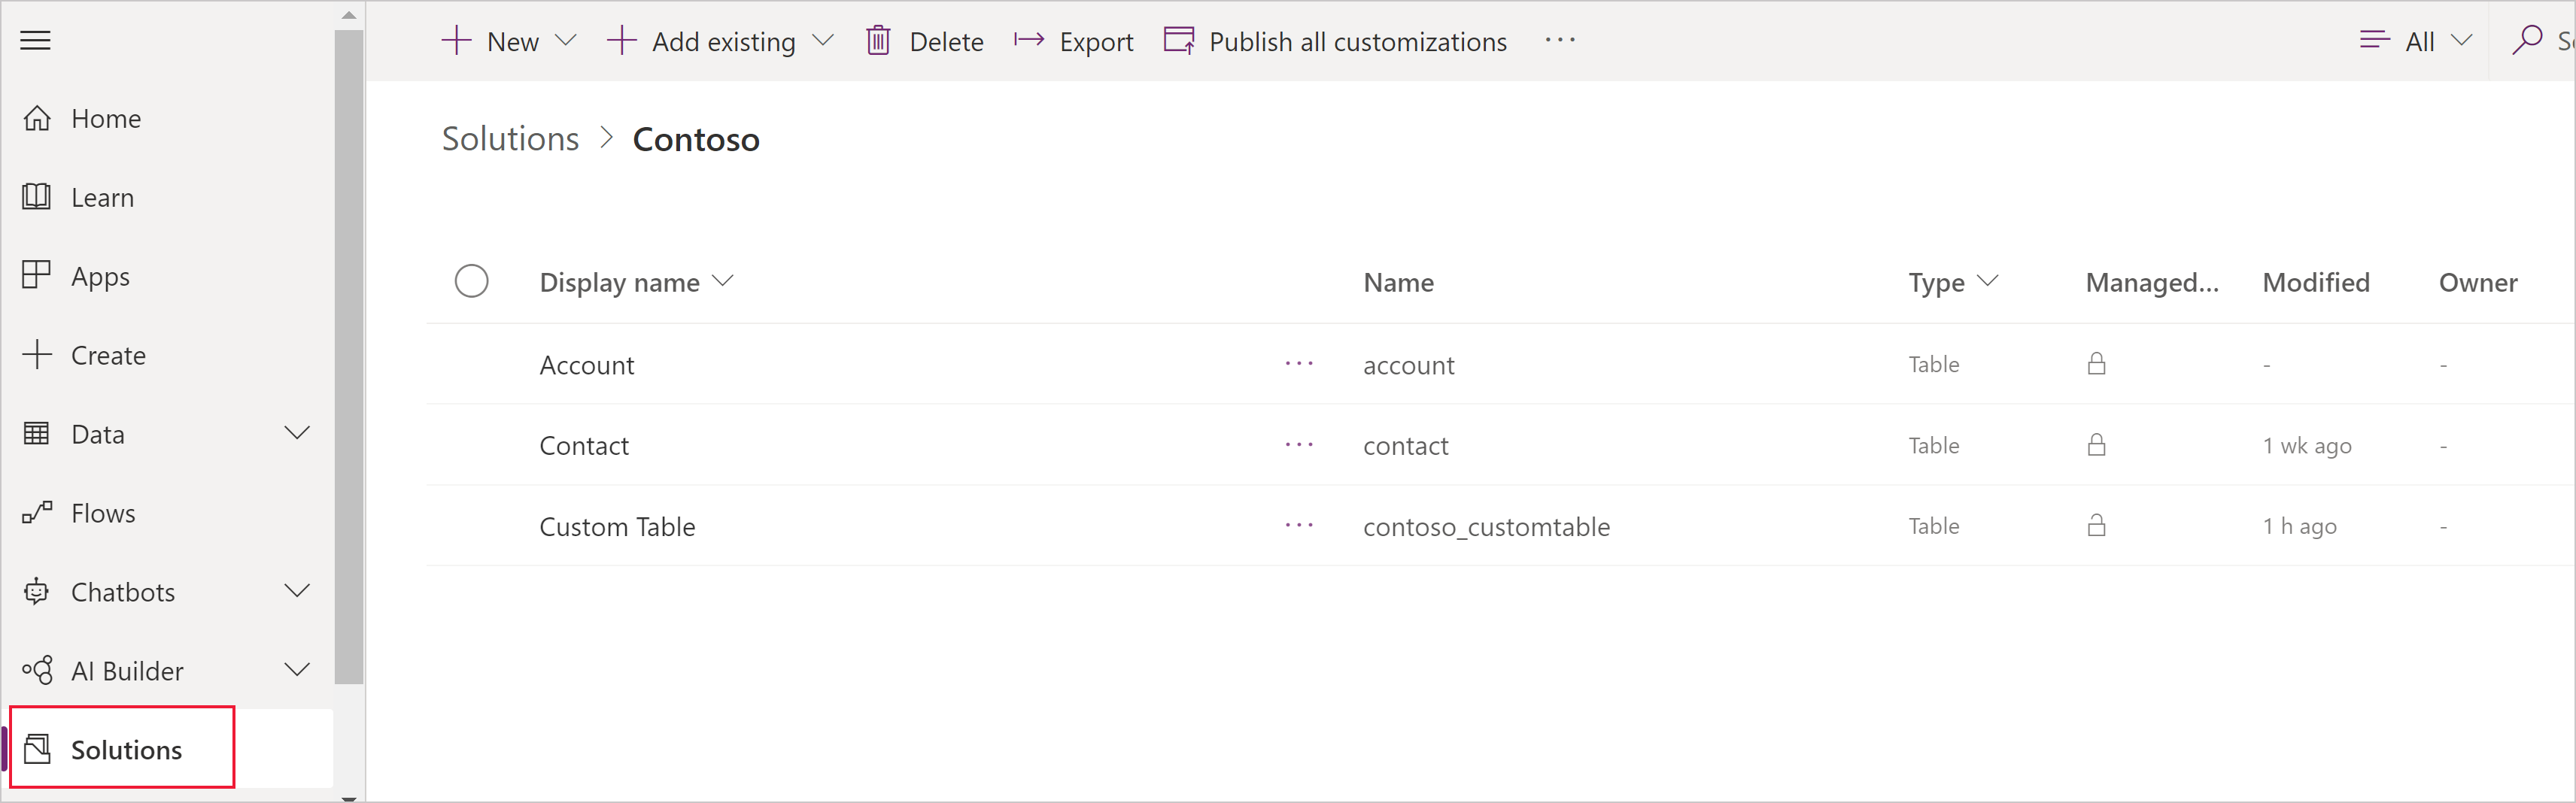 New Add existing Delete Export Publish all customizations ... All
Home
Learn
Apps
Create
Data
Flows
Chatbots
AI Builder
Solutions
Solutions > Contoso
Display name Name Type Managed... Modified Owner
Account ... account Table - -
Contact ... contact Table 1 wk ago -
Custom Table ... contoso_customtable Table 1 h ago -